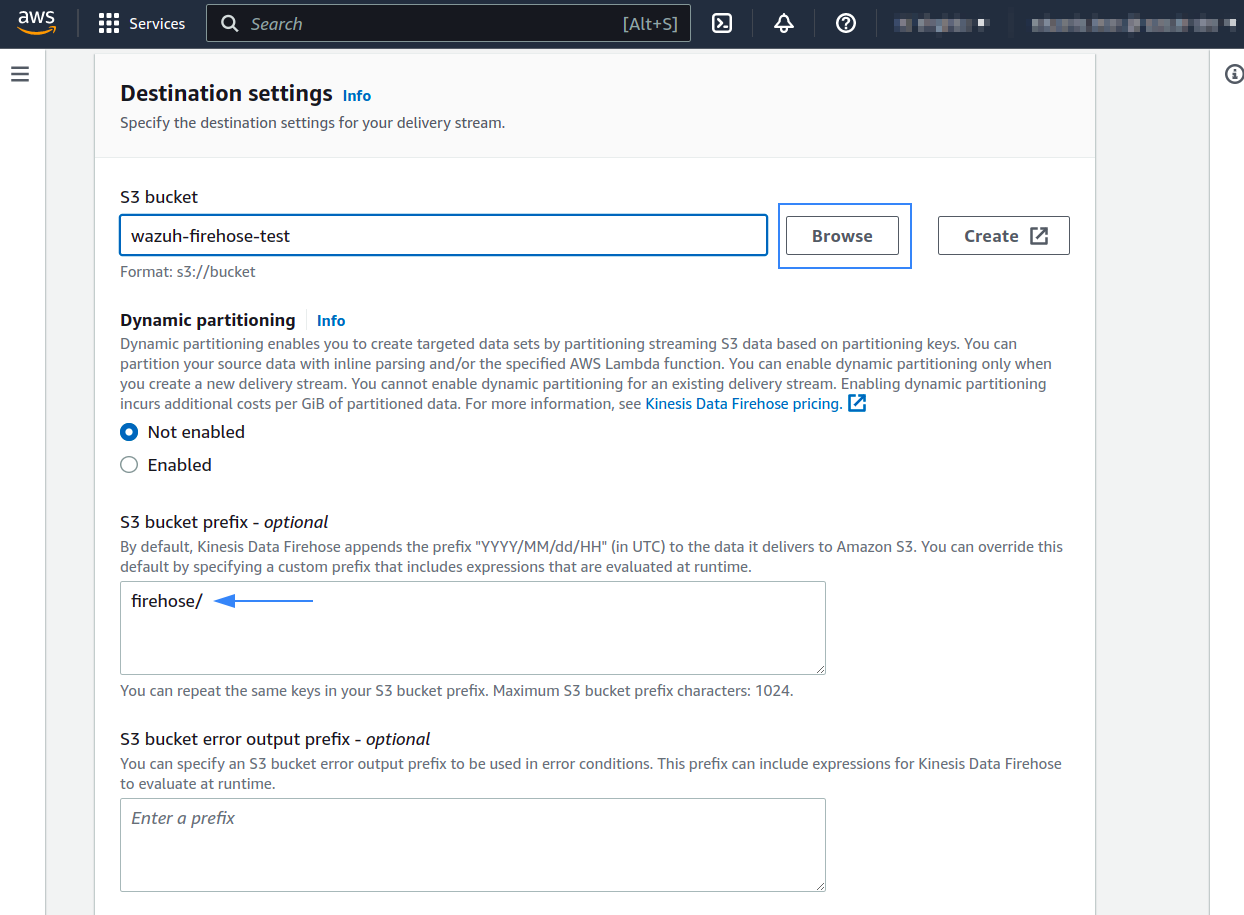 aws Services Search [Alt+S]
Destination settings Info
Specify the destination settings for your delivery stream.
S3 bucket
wazuh-firehose-test Browse Create
Format: s3://bucket
Dynamic partitioning Info
Dynamic partitioning enables you to create targeted data sets by partitioning streaming S3 data based on partitioning keys. You can
partition your source data with inline parsing and/or the specified AWS Lambda function. You can enable dynamic partitioning only when
you create a new delivery stream. You cannot enable dynamic partitioning for an existing delivery stream. Enabling dynamic partitioning
incurs additional costs per GiB of partitioned data. For more information, see Kinesis Data Firehose pricing.
Not enabled
Enabled
S3 bucket prefix - optional
By default, Kinesis Data Firehose appends the prefix "YYYY/MM/dd/HH" (in UTC) to the data it delivers to Amazon S3. You can override this
default by specifying a custom prefix that includes expressions that are evaluated at runtime.
firehose/
You can repeat the same keys in your S3 bucket prefix. Maximum S3 bucket prefix characters: 1024.
S3 bucket error output prefix - optional
You can specify an S3 bucket error output prefix to be used in error conditions. This prefix can include expressions for Kinesis Data Firehose
to evaluate at runtime.
Enter a prefix